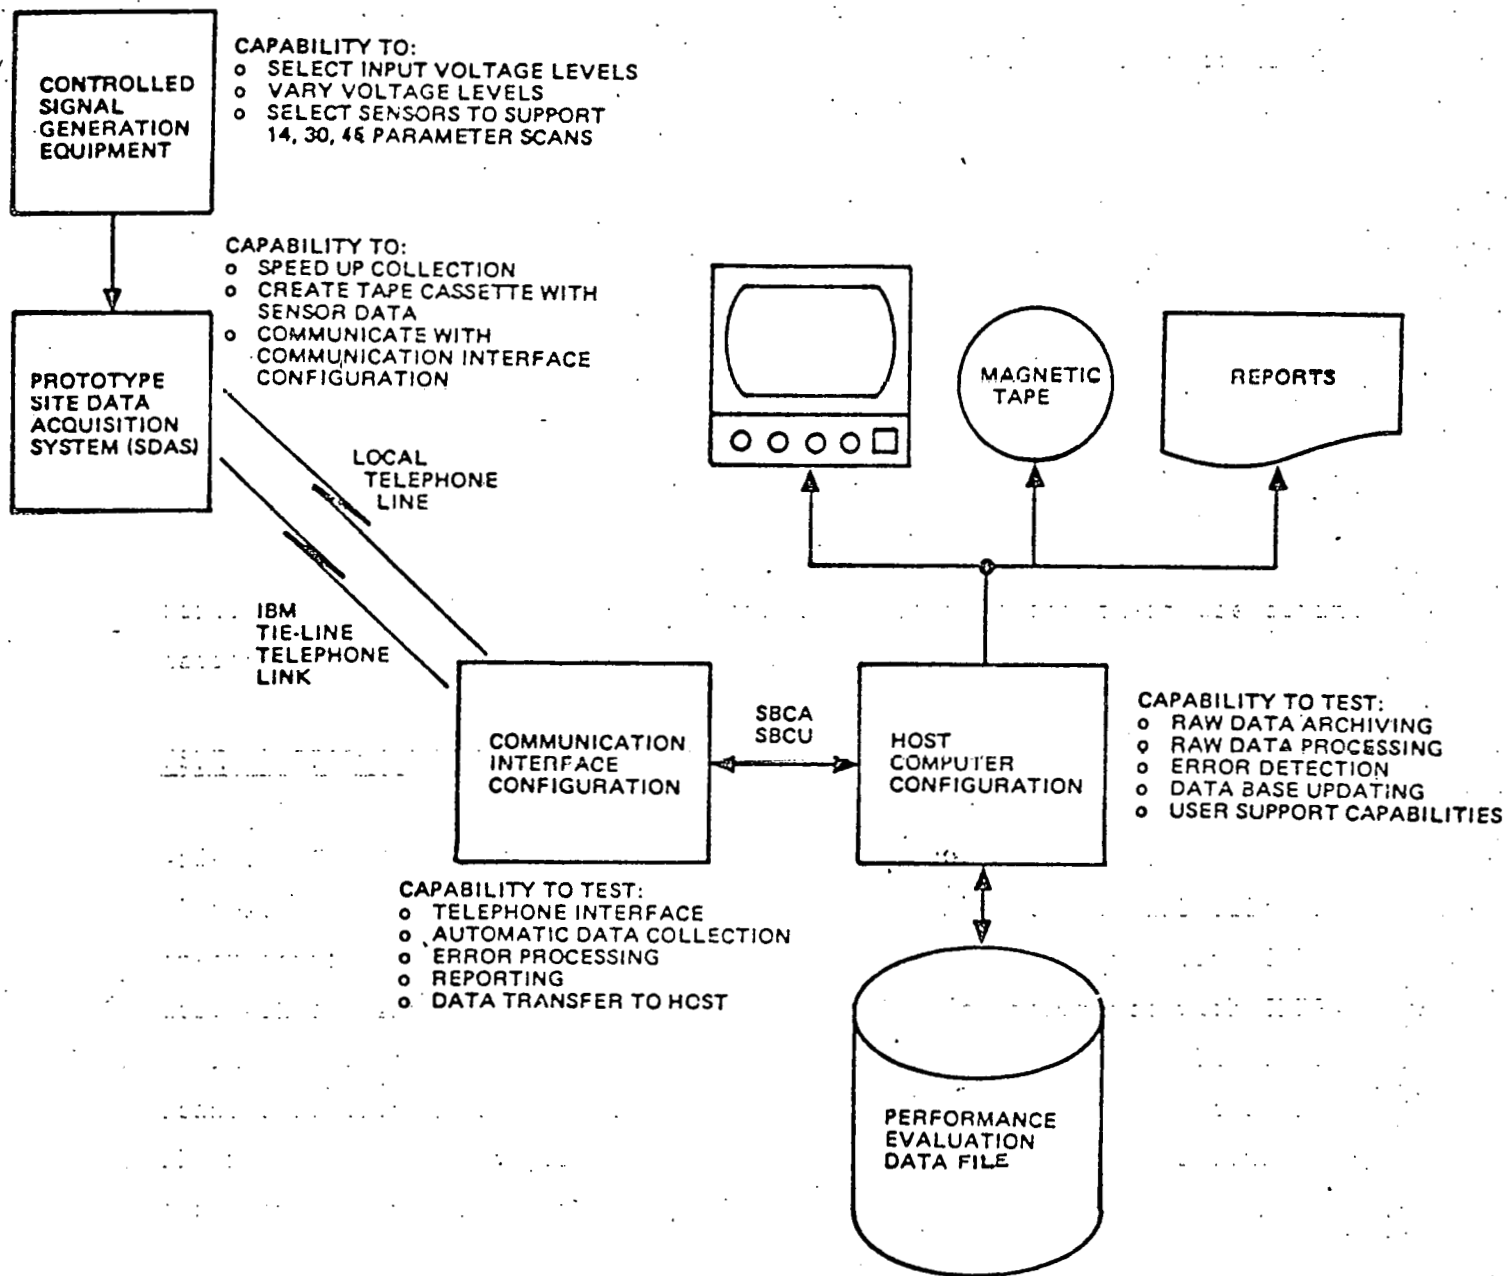 CONTROLLED
SIGNAL
GENERATION
EQUIPMENT
CAPABILITY TO:
o SELECT INPUT VOLTAGE LEVELS
o VARY VOLTAGE LEVELS
o SELECT SENSORS TO SUPPORT
14, 30, 46 PARAMETER SCANS
CAPABILITY TO:
o SPEED UP COLLECTION
o CREATE TAPE CASSETTE WITH
SENSOR DATA
o COMMUNICATE WITH
COMMUNICATION INTERFACE
CONFIGURATION
PROTOTYPE
SITE DATA
ACQUISITION
SYSTEM (SDAS)
MAGNETIC
TAPE
REPORTS
LOCAL
TELEPHONE
LINE
IBM
TIE-LINE
TELEPHONE
LINK
COMMUNICATION
INTERFACE
CONFIGURATION
SBCA
SBCU
HOST
COMPUTER
CONFIGURATION
CAPABILITY TO TEST:
o RAW DATA ARCHIVING
o RAW DATA PROCESSING
o ERROR DETECTION
o DATA BASE UPDATING
o USER SUPPORT CAPABILITIES
CAPABILITY TO TEST:
o TELEPHONE INTERFACE
o AUTOMATIC DATA COLLECTION
o ERROR PROCESSING
o REPORTING
o DATA TRANSFER TO HOST
PERFORMANCE
EVALUATION
DATA FILE